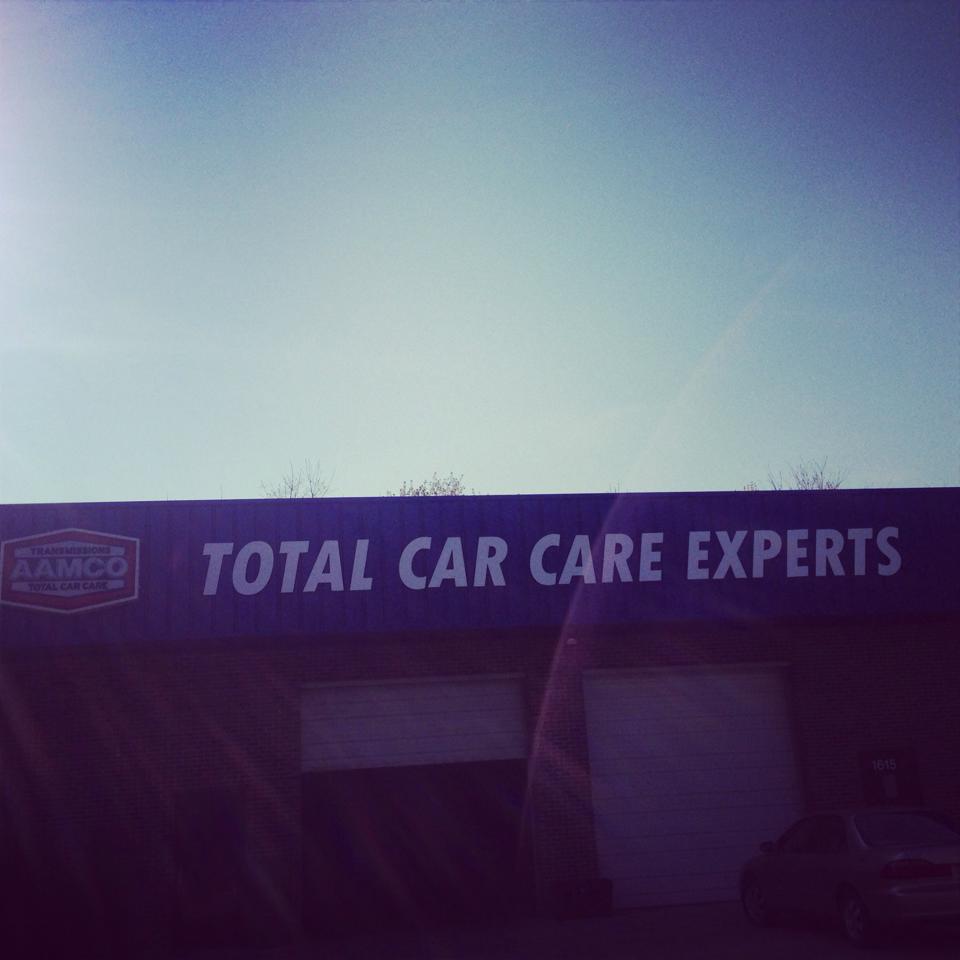 TRANSMISSIONS
AAMCO
TOTAL CAR CARE
TOTAL CAR CARE EXPERTS
1615